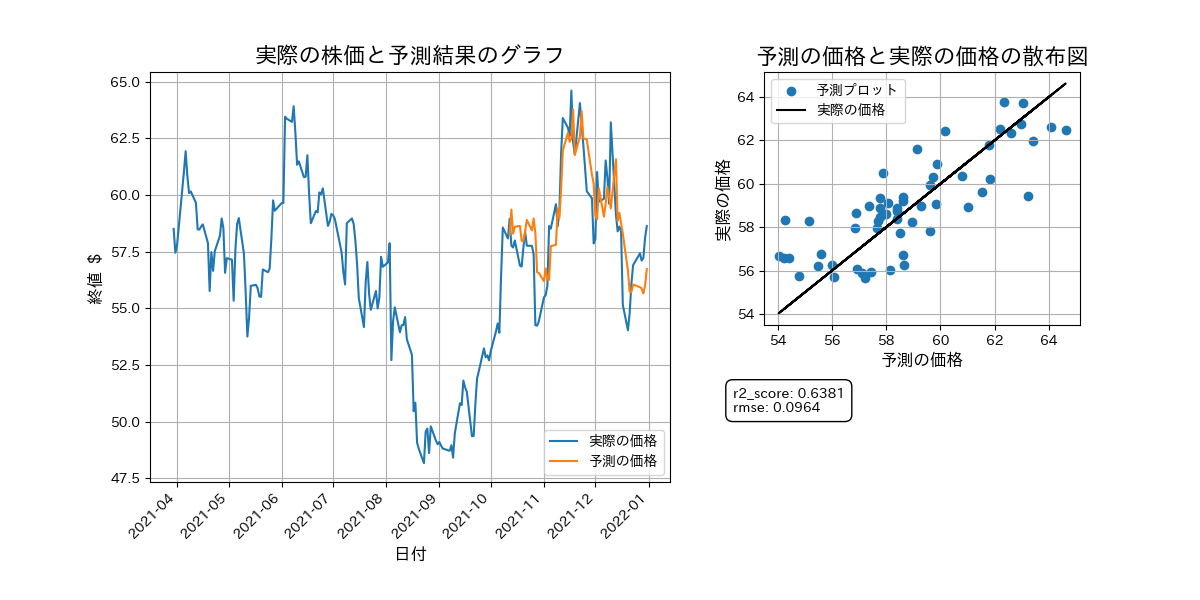 実際の株価と予測結果のグラフ
65.0
62.5
60.0
57.5
55.0
52.5
50.0
47.5
終値 $
2021-04
2021-05
2021-06
2021-07
2021-08
2021-09
2021-10
2021-11
2021-12
2022-01
日付
実際の価格
予測の価格
予測の価格と実際の価格の散布図
予測プロット
実際の価格
64
62
60
58
56
54
実際の価格
54
56
58
60
62
64
予測の価格
r2_score: 0.6381
rmse: 0.0964